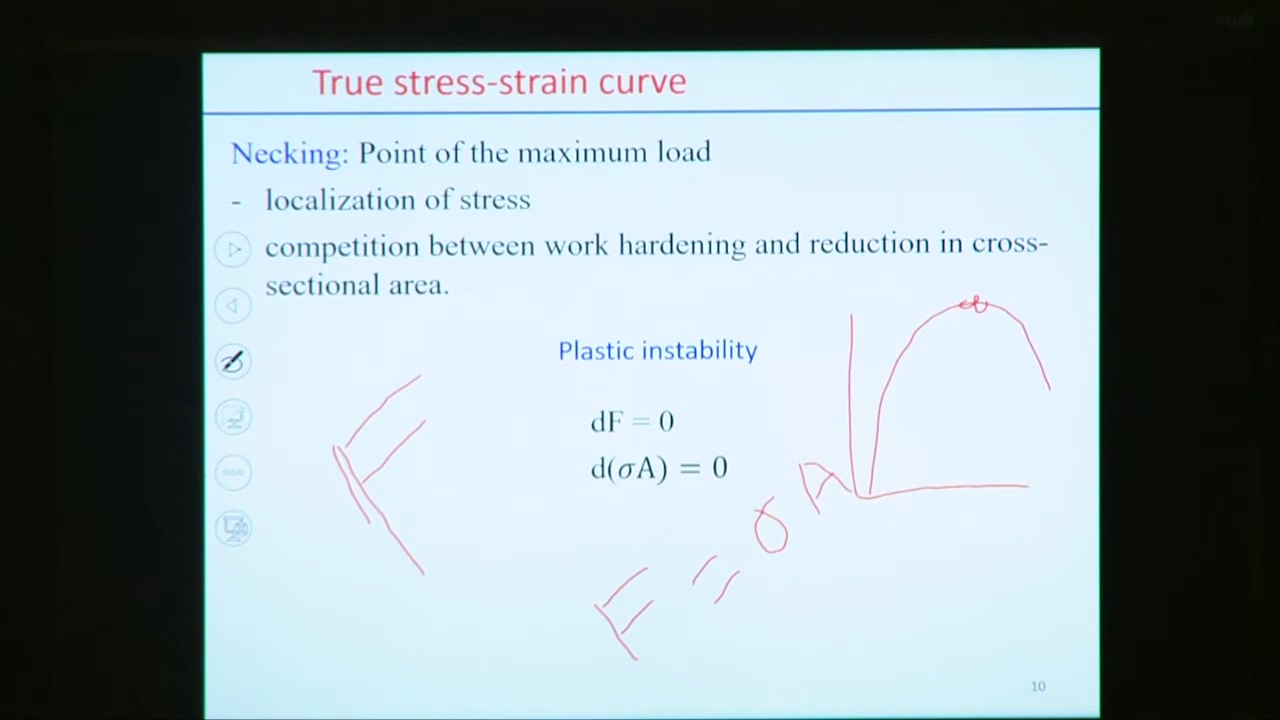 True stress-strain curve
Necking: Point of the maximum load
- localization of stress
competition between work hardening and reduction in cross-
sectional area.
Plastic instability
dF = 0
d(σA) = 0
F
F = σ A
10